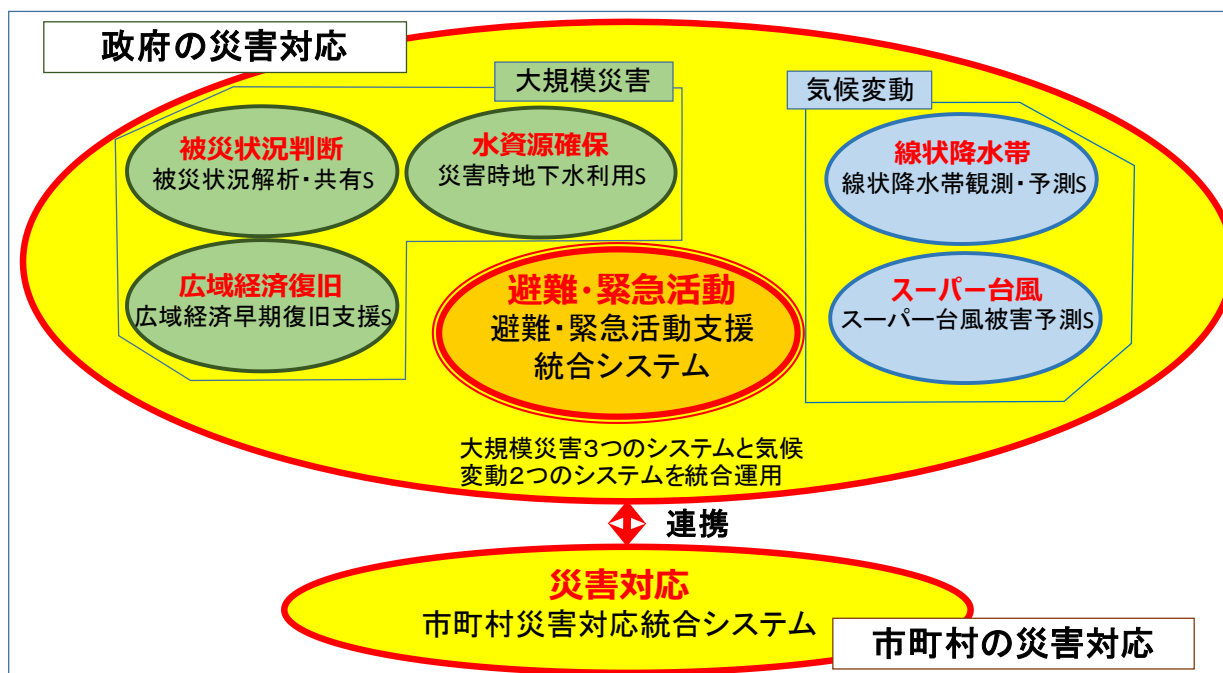 政府の災害対応
大規模災害
気候変動
被災状況判断
被災状況解析・共有S
水資源確保
災害時地下水利用S
線状降水帯
線状降水帯観測・予測S
広域経済復旧
広域経済早期復旧支援S
避難・緊急活動
避難・緊急活動支援
統合システム
スーパー台風
スーパー台風被害予測S
大規模災害3つのシステムと気候
変動2つのシステムを統合運用
連携
災害対応
市町村災害対応統合システム
市町村の災害対応